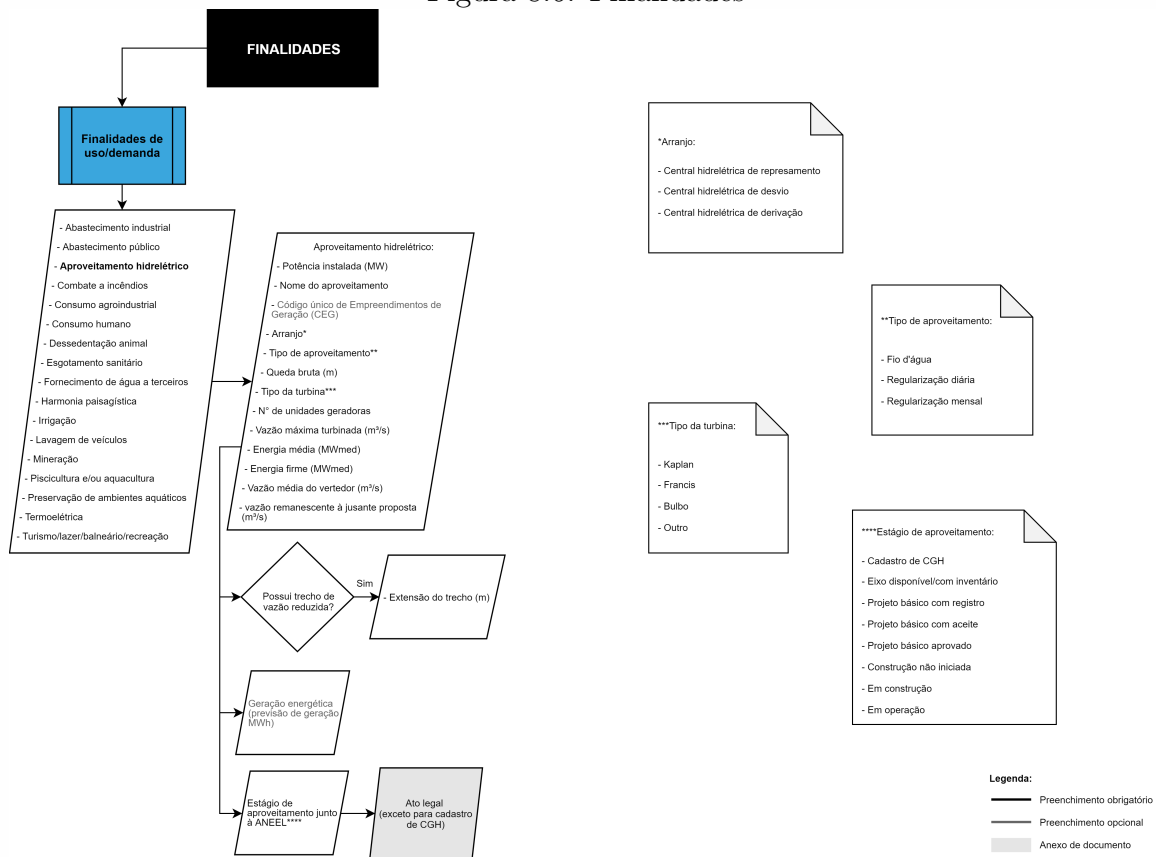 FINALIDADES
Finalidades de
uso/demanda
- Abastecimento industrial
- Abastecimento público
- Aproveitamento hidrelétrico
- Combate a incêndios
- Consumo agroindustrial
- Consumo humano
- Dessedentação animal
- Esgotamento sanitário
- Fornecimento de água a terceiros
- Harmonia paisagística
- Irrigação
- Lavagem de veículos
- Mineração
- Piscicultura e/ou aquacultura
- Preservação de ambientes aquáticos
- Termoelétrica
- Turismo/lazer/balneário/recreação
Aproveitamento hidrelétrico:
- Potência instalada (MW)
- Nome do aproveitamento
- Código único de Empreendimentos de
Geração (CEG)
- Arranjo*
- Tipo de aproveitamento**
- Queda bruta (m)
- Tipo da turbina***
- N° de unidades geradoras
- Vazão máxima turbinada (m³/s)
- Energia média (MWmed)
- Energia firme (MWmed)
- Vazão média do vertedor (m³/s)
- vazão remanescente à jusante proposta
(m³/s)
Possui trecho de
vazão reduzida?
Sim
- Extensão do trecho (m)
Geração energética
(previsão de geração
MWh)
Estágio de
aproveitamento junto
à ANEEL****
Ato legal
(exceto para cadastro
de CGH)
*Arranjo:
- Central hidrelétrica de represamento
- Central hidrelétrica de desvio
- Central hidrelétrica de derivação
**Tipo de aproveitamento:
- Fio d'água
- Regularização diária
- Regularização mensal
***Tipo da turbina:
- Kaplan
- Francis
- Bulbo
- Outro
****Estágio de aproveitamento:
- Cadastro de CGH
- Eixo disponível/com inventário
- Projeto básico com registro
- Projeto básico com aceite
- Projeto básico aprovado
- Construção não iniciada
- Em construção
- Em operação
Legenda:
Preenchimento obrigatório
Preenchimento opcional
Anexo de documento